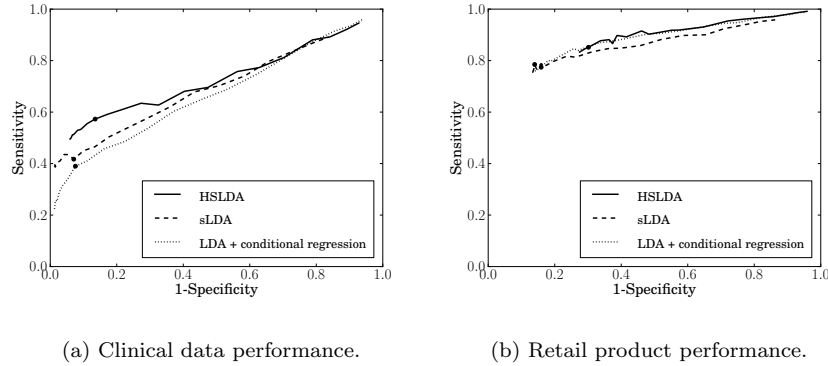 1.0
0.8
0.6
0.4
0.2
0.0
Sensitivity
HSLDA
sLDA
LDA + conditional regression
0.0 0.2 0.4 0.6 0.8 1.0
1-Specificity
(a) Clinical data performance.
1.0
0.8
0.6
0.4
0.2
0.0
Sensitivity
HSLDA
sLDA
LDA + conditional regression
0.0 0.2 0.4 0.6 0.8 1.0
1-Specificity
(b) Retail product performance.